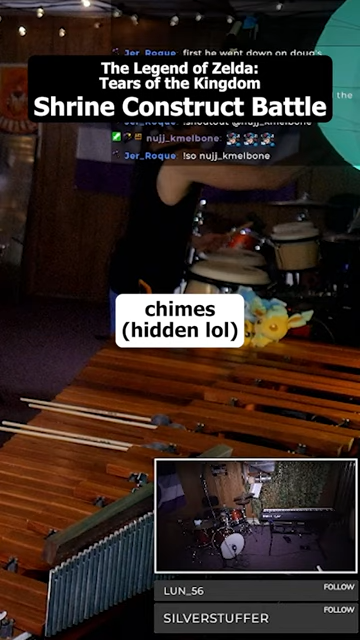 Jer_Roque: first he went down on doug's
The Legend of Zelda:
Tears of the Kingdom
Shrine Construct Battle
the
Jer_Roque: !shoutout @nujj_kmelbone
nujj_kmelbone:
Jer_Roque: !so nujj_kmelbone
chimes
(hidden lol)
LUN_56 FOLLOW
SILVERSTUFFER FOLLOW